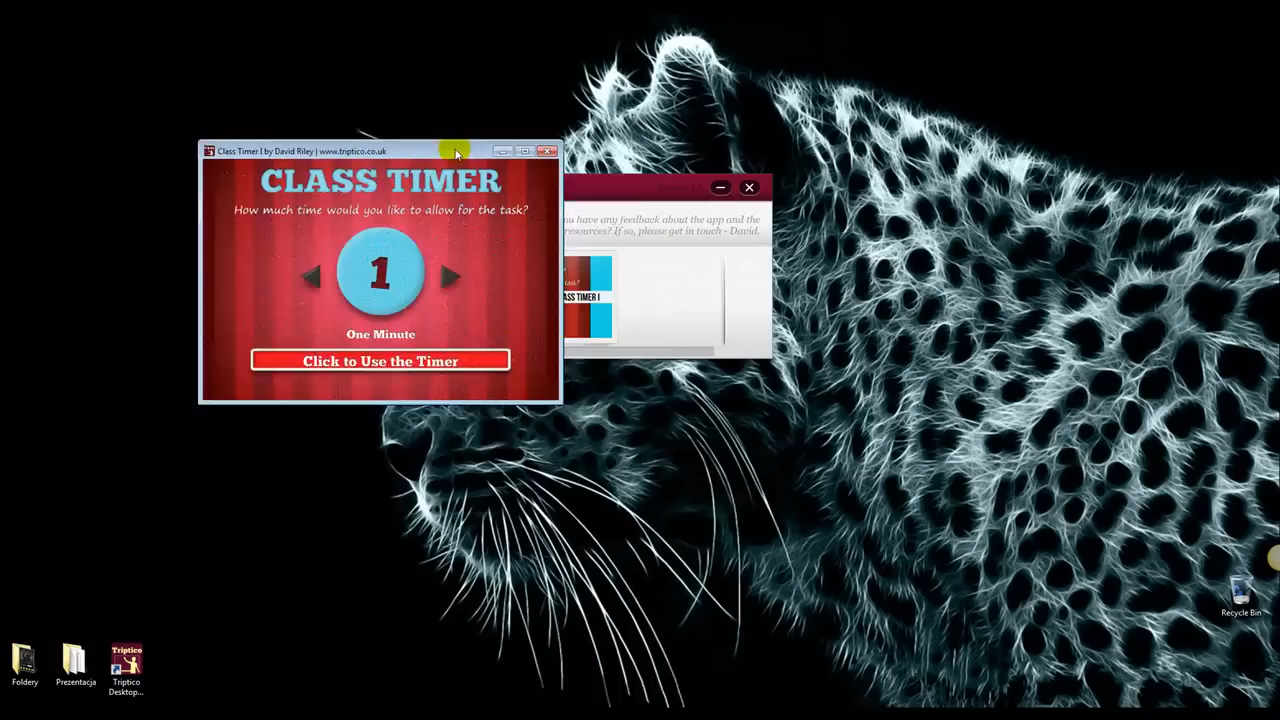 Class Timer I by David Riley | www.triptico.co.uk
CLASS TIMER
How much time would you like to allow for the task?
1
One Minute
Click to Use the Timer
you have any feedback about the app and the
resources? If so, please get in touch - David.
task?
ASS TIMER I
Recycle Bin
Foldery
Prezentacja
Triptico
Triptico
Desktop...